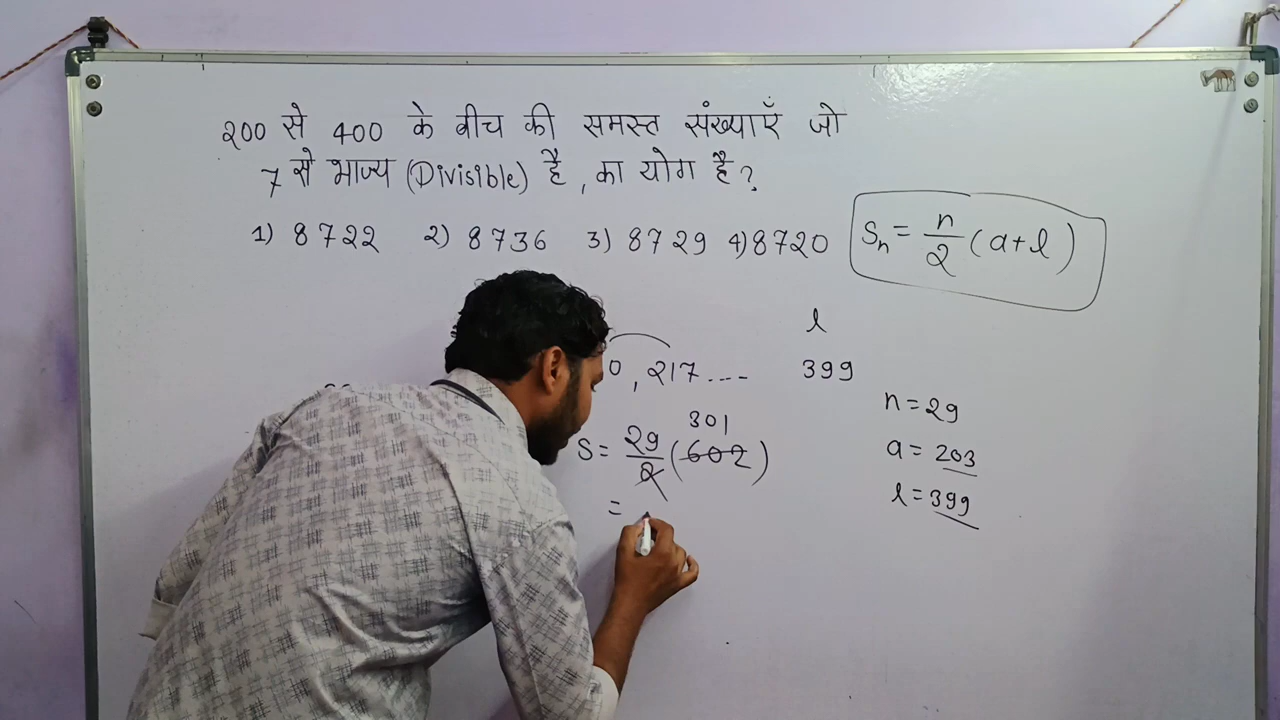 200 से 400 के बीच की समस्त संख्याएँ जो
7 से भाज्य (Divisible) है, का योग है?
1) 8722 2) 8736 3) 8729 4) 8720
Sn = n/2 (a+l)
l
0, 217.... 399
n = 29
301
S = 29/2 (602)
a = 203
l = 399
=